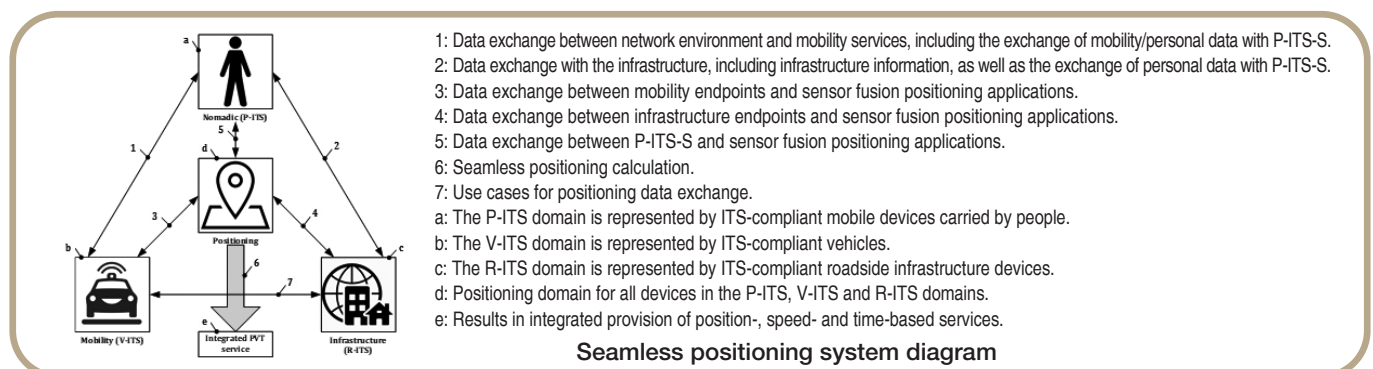 a
Nomadic (P-ITS)
5
1
2
d
3
4
Positioning
b
c
6
7
e
Mobility (V-ITS)
Integrated PVT
service
Infrastructure
(R-ITS)
1: Data exchange between network environment and mobility services, including the exchange of mobility/personal data with P-ITS-S.
2: Data exchange with the infrastructure, including infrastructure information, as well as the exchange of personal data with P-ITS-S.
3: Data exchange between mobility endpoints and sensor fusion positioning applications.
4: Data exchange between infrastructure endpoints and sensor fusion positioning applications.
5: Data exchange between P-ITS-S and sensor fusion positioning applications.
6: Seamless positioning calculation.
7: Use cases for positioning data exchange.
a: The P-ITS domain is represented by ITS-compliant mobile devices carried by people.
b: The V-ITS domain is represented by ITS-compliant vehicles.
c: The R-ITS domain is represented by ITS-compliant roadside infrastructure devices.
d: Positioning domain for all devices in the P-ITS, V-ITS and R-ITS domains.
e: Results in integrated provision of position-, speed- and time-based services.
Seamless positioning system diagram